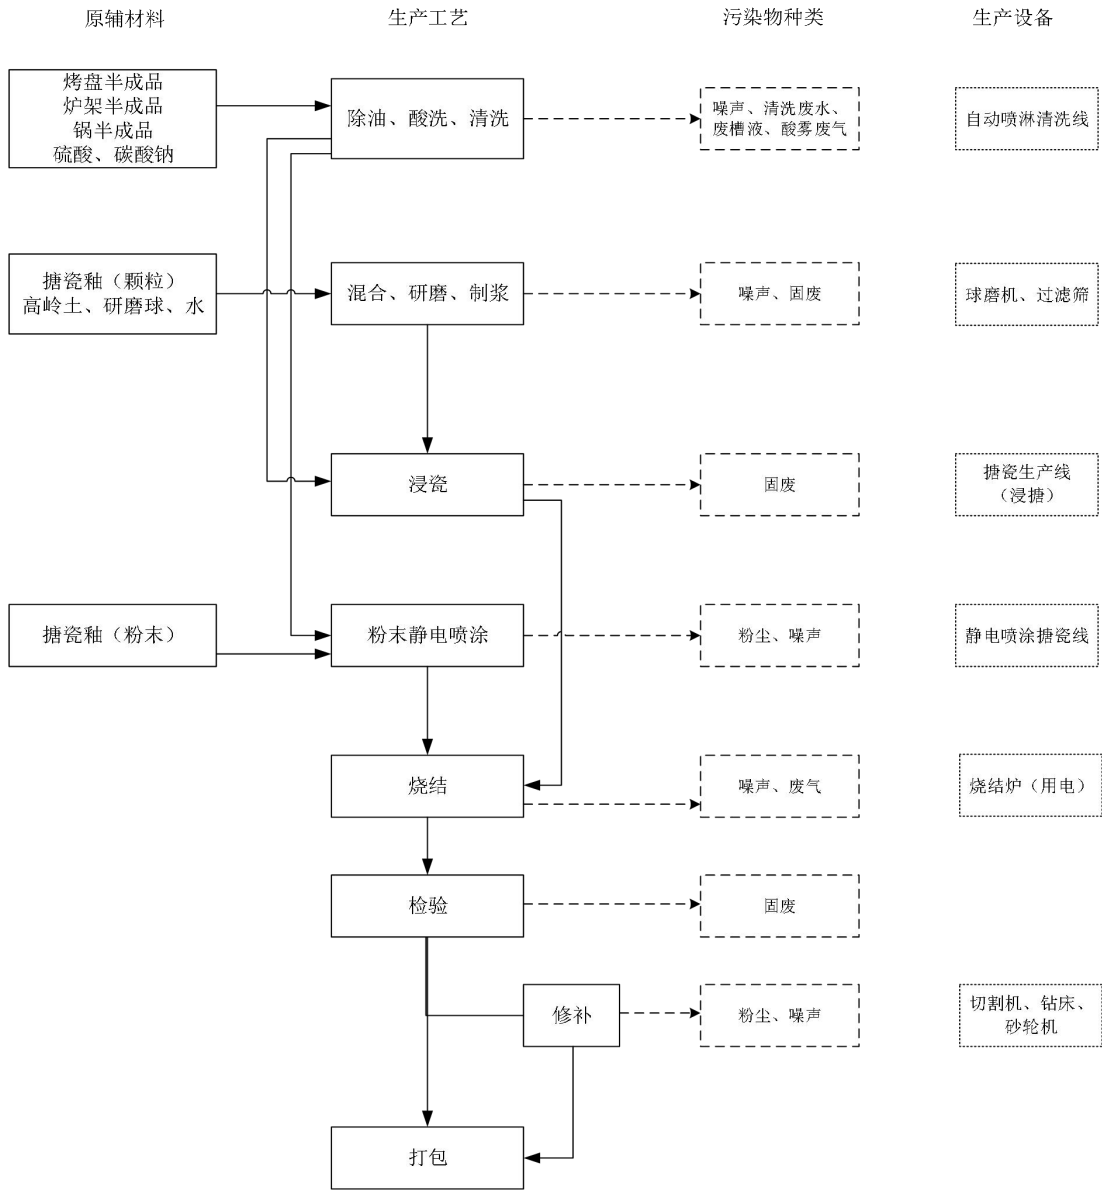 原辅材料
生产工艺
污染物种类
生产设备
烤盘半成品
炉架半成品
锅半成品
硫酸、碳酸钠
除油、酸洗、清洗
噪声、清洗废水、
废槽液、酸雾废气
自动喷淋清洗线
搪瓷釉（颗粒）
高岭土、研磨球、水
混合、研磨、制浆
噪声、固废
球磨机、过滤筛
浸瓷
固废
搪瓷生产线
（浸搪）
搪瓷釉（粉末）
粉末静电喷涂
粉尘、噪声
静电喷涂搪瓷线
烧结
噪声、废气
烧结炉（用电）
检验
固废
修补
粉尘、噪声
切割机、钻床、
砂轮机
打包